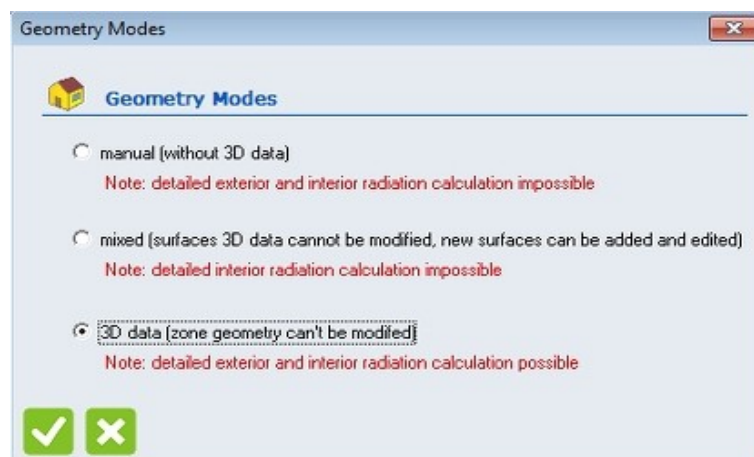 Geometry Modes
Geometry Modes
manual (without 3D data)
Note: detailed exterior and interior radiation calculation impossible
mixed (surfaces 3D data cannot be modified, new surfaces can be added and edited)
Note: detailed interior radiation calculation impossible
3D data (zone geometry can't be modifed)
Note: detailed exterior and interior radiation calculation possible